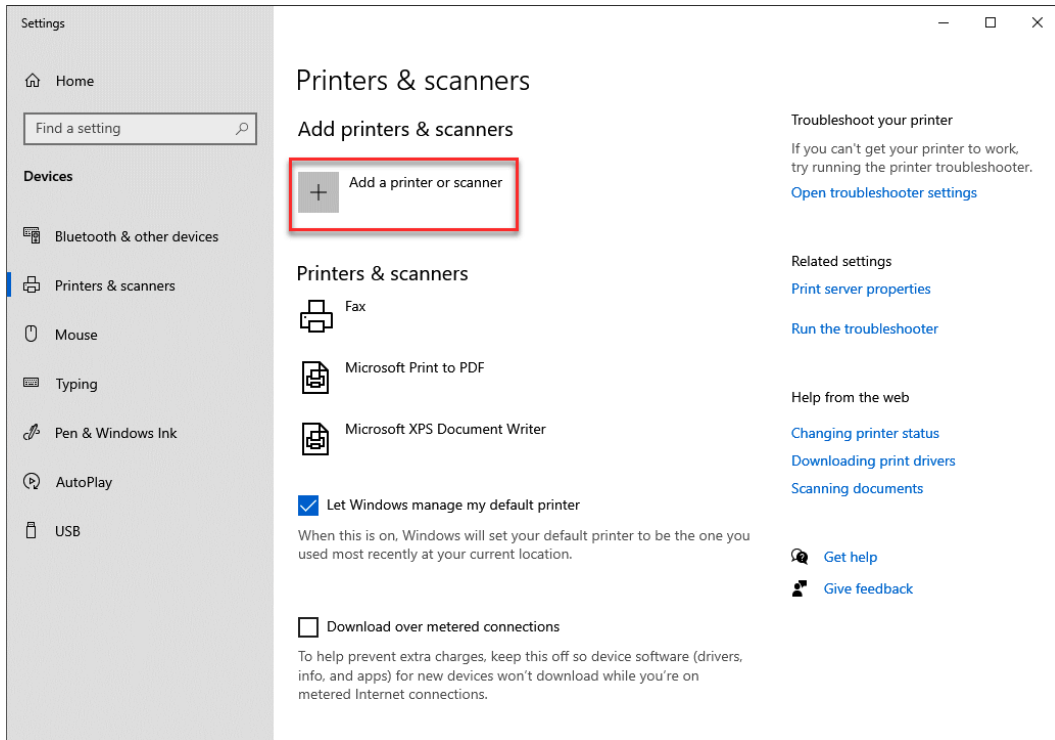 Settings
Home
Find a setting
Devices
Bluetooth & other devices
Printers & scanners
Mouse
Typing
Pen & Windows Ink
AutoPlay
USB
Printers & scanners
Add printers & scanners
Add a printer or scanner
Printers & scanners
Fax
Microsoft Print to PDF
Microsoft XPS Document Writer
Let Windows manage my default printer
When this is on, Windows will set your default printer to be the one you
used most recently at your current location.
Download over metered connections
To help prevent extra charges, keep this off so device software (drivers,
info, and apps) for new devices won't download while you're on
metered Internet connections.
Troubleshoot your printer
If you can't get your printer to work,
try running the printer troubleshooter.
Open troubleshooter settings
Related settings
Print server properties
Run the troubleshooter
Help from the web
Changing printer status
Downloading print drivers
Scanning documents
Get help
Give feedback